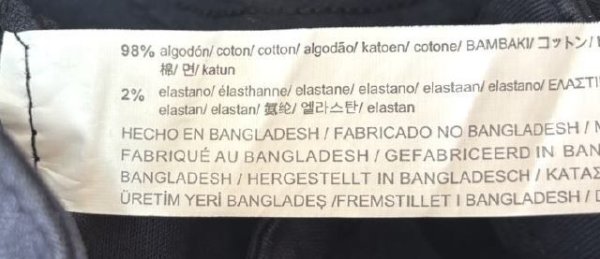 98% algodón/ coton/ cotton/ algodão/ katoen/ cotone/ BAMBAKI/ コットン/
棉/ 면/ katun
2% elastano/ élasthanne/ elastane/ elastano/ elastaan/ elastano/ ΕΛΑΣΤΙ
elastan/ elastan/ 氨纶/ 엘라스탄/ elastan
HECHO EN BANGLADESH / FABRICADO NO BANGLADESH / M
FABRIQUÉ AU BANGLADESH / GEFABRICEERD IN BAN
BANGLADESH / HERGESTELLT IN BANGLADESCH / ΚΑΤΑΣ
ÜRETİM YERİ BANGLADEŞ /FREMSTILLET I BANGLADESH / D